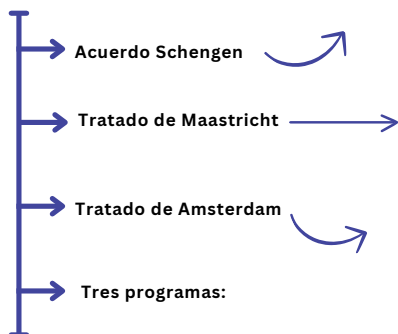 Acuerdo Schengen
Tratado de Maastricht
Tratado de Amsterdam
Tres programas: